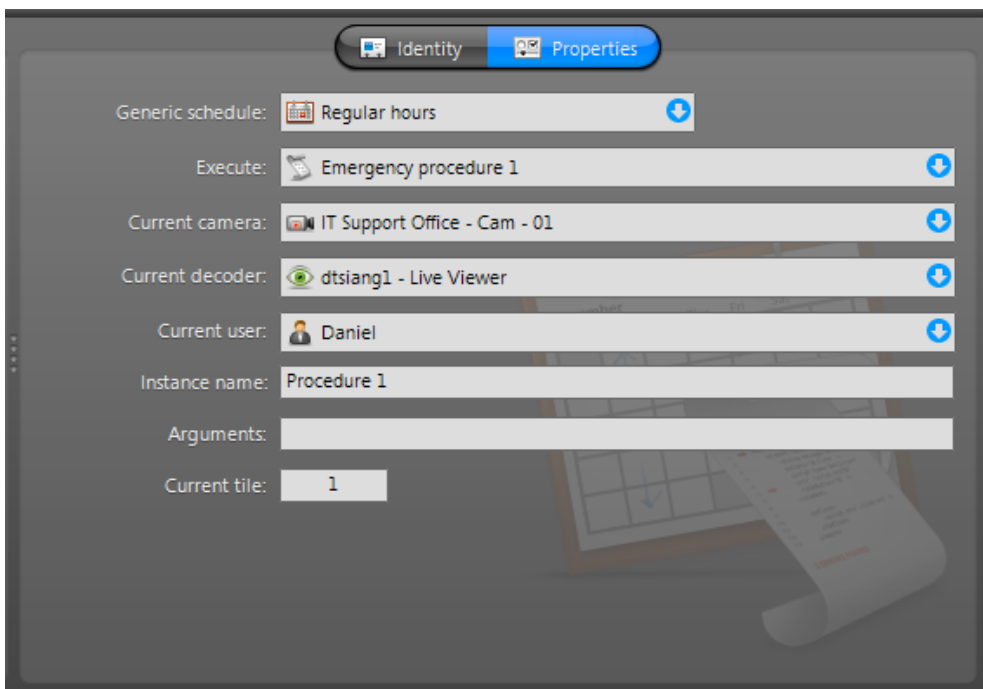 Identity Properties
Generic schedule: Regular hours
Execute: Emergency procedure 1
Current camera: IT Support Office - Cam - 01
Current decoder: dtsiang1 - Live Viewer
Current user: Daniel
Instance name: Procedure 1
Arguments:
Current tile: 1